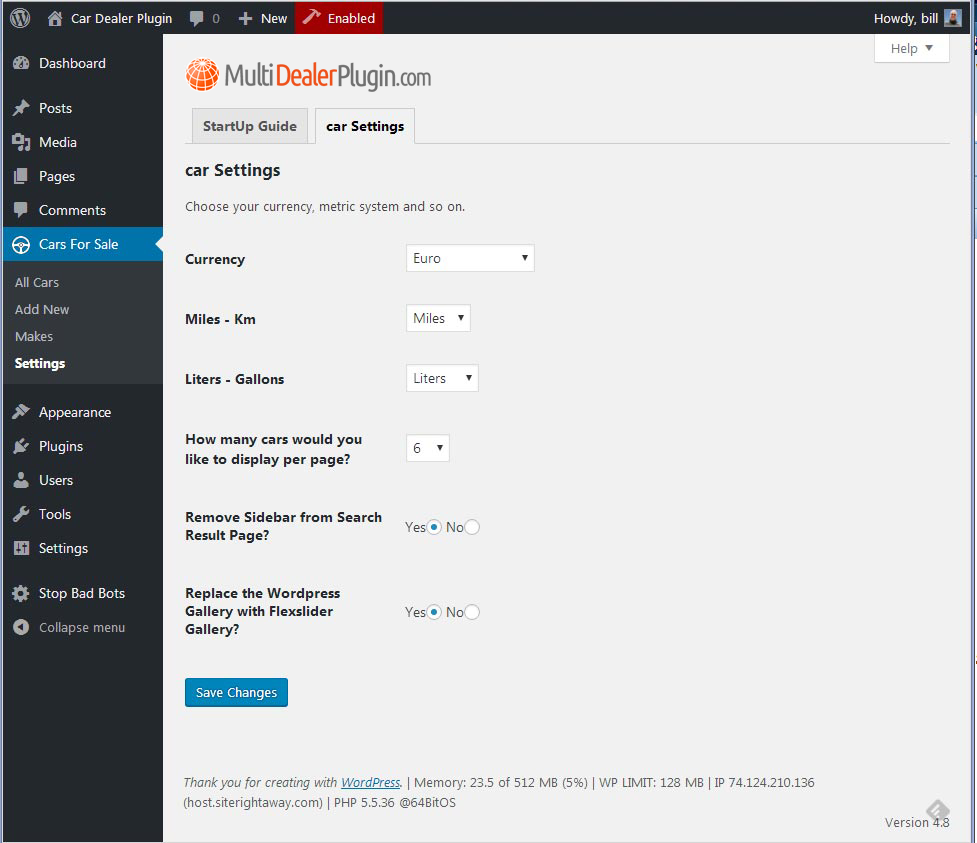 Car Dealer Plugin 0 New Enabled Howdy, bill
Help ▼
Dashboard
Posts
Media
Pages
Comments
Cars For Sale
All Cars
Add New
Makes
Settings
Appearance
Plugins
Users
Tools
Settings
Stop Bad Bots
Collapse menu
MultiDealerPlugin.com
StartUp Guide car Settings
car Settings
Choose your currency, metric system and so on.
Currency Euro
Miles - Km Miles
Liters - Gallons Liters
How many cars would you
like to display per page? 6
Remove Sidebar from Search
Result Page? Yes No
Replace the Wordpress
Gallery with Flexslider
Gallery? Yes No
Save Changes
Thank you for creating with WordPress. | Memory: 23.5 of 512 MB (5%) | WP LIMIT: 128 MB | IP 74.124.210.136
(host.siterightaway.com) | PHP 5.5.36 @64BitOS
Version 4.8